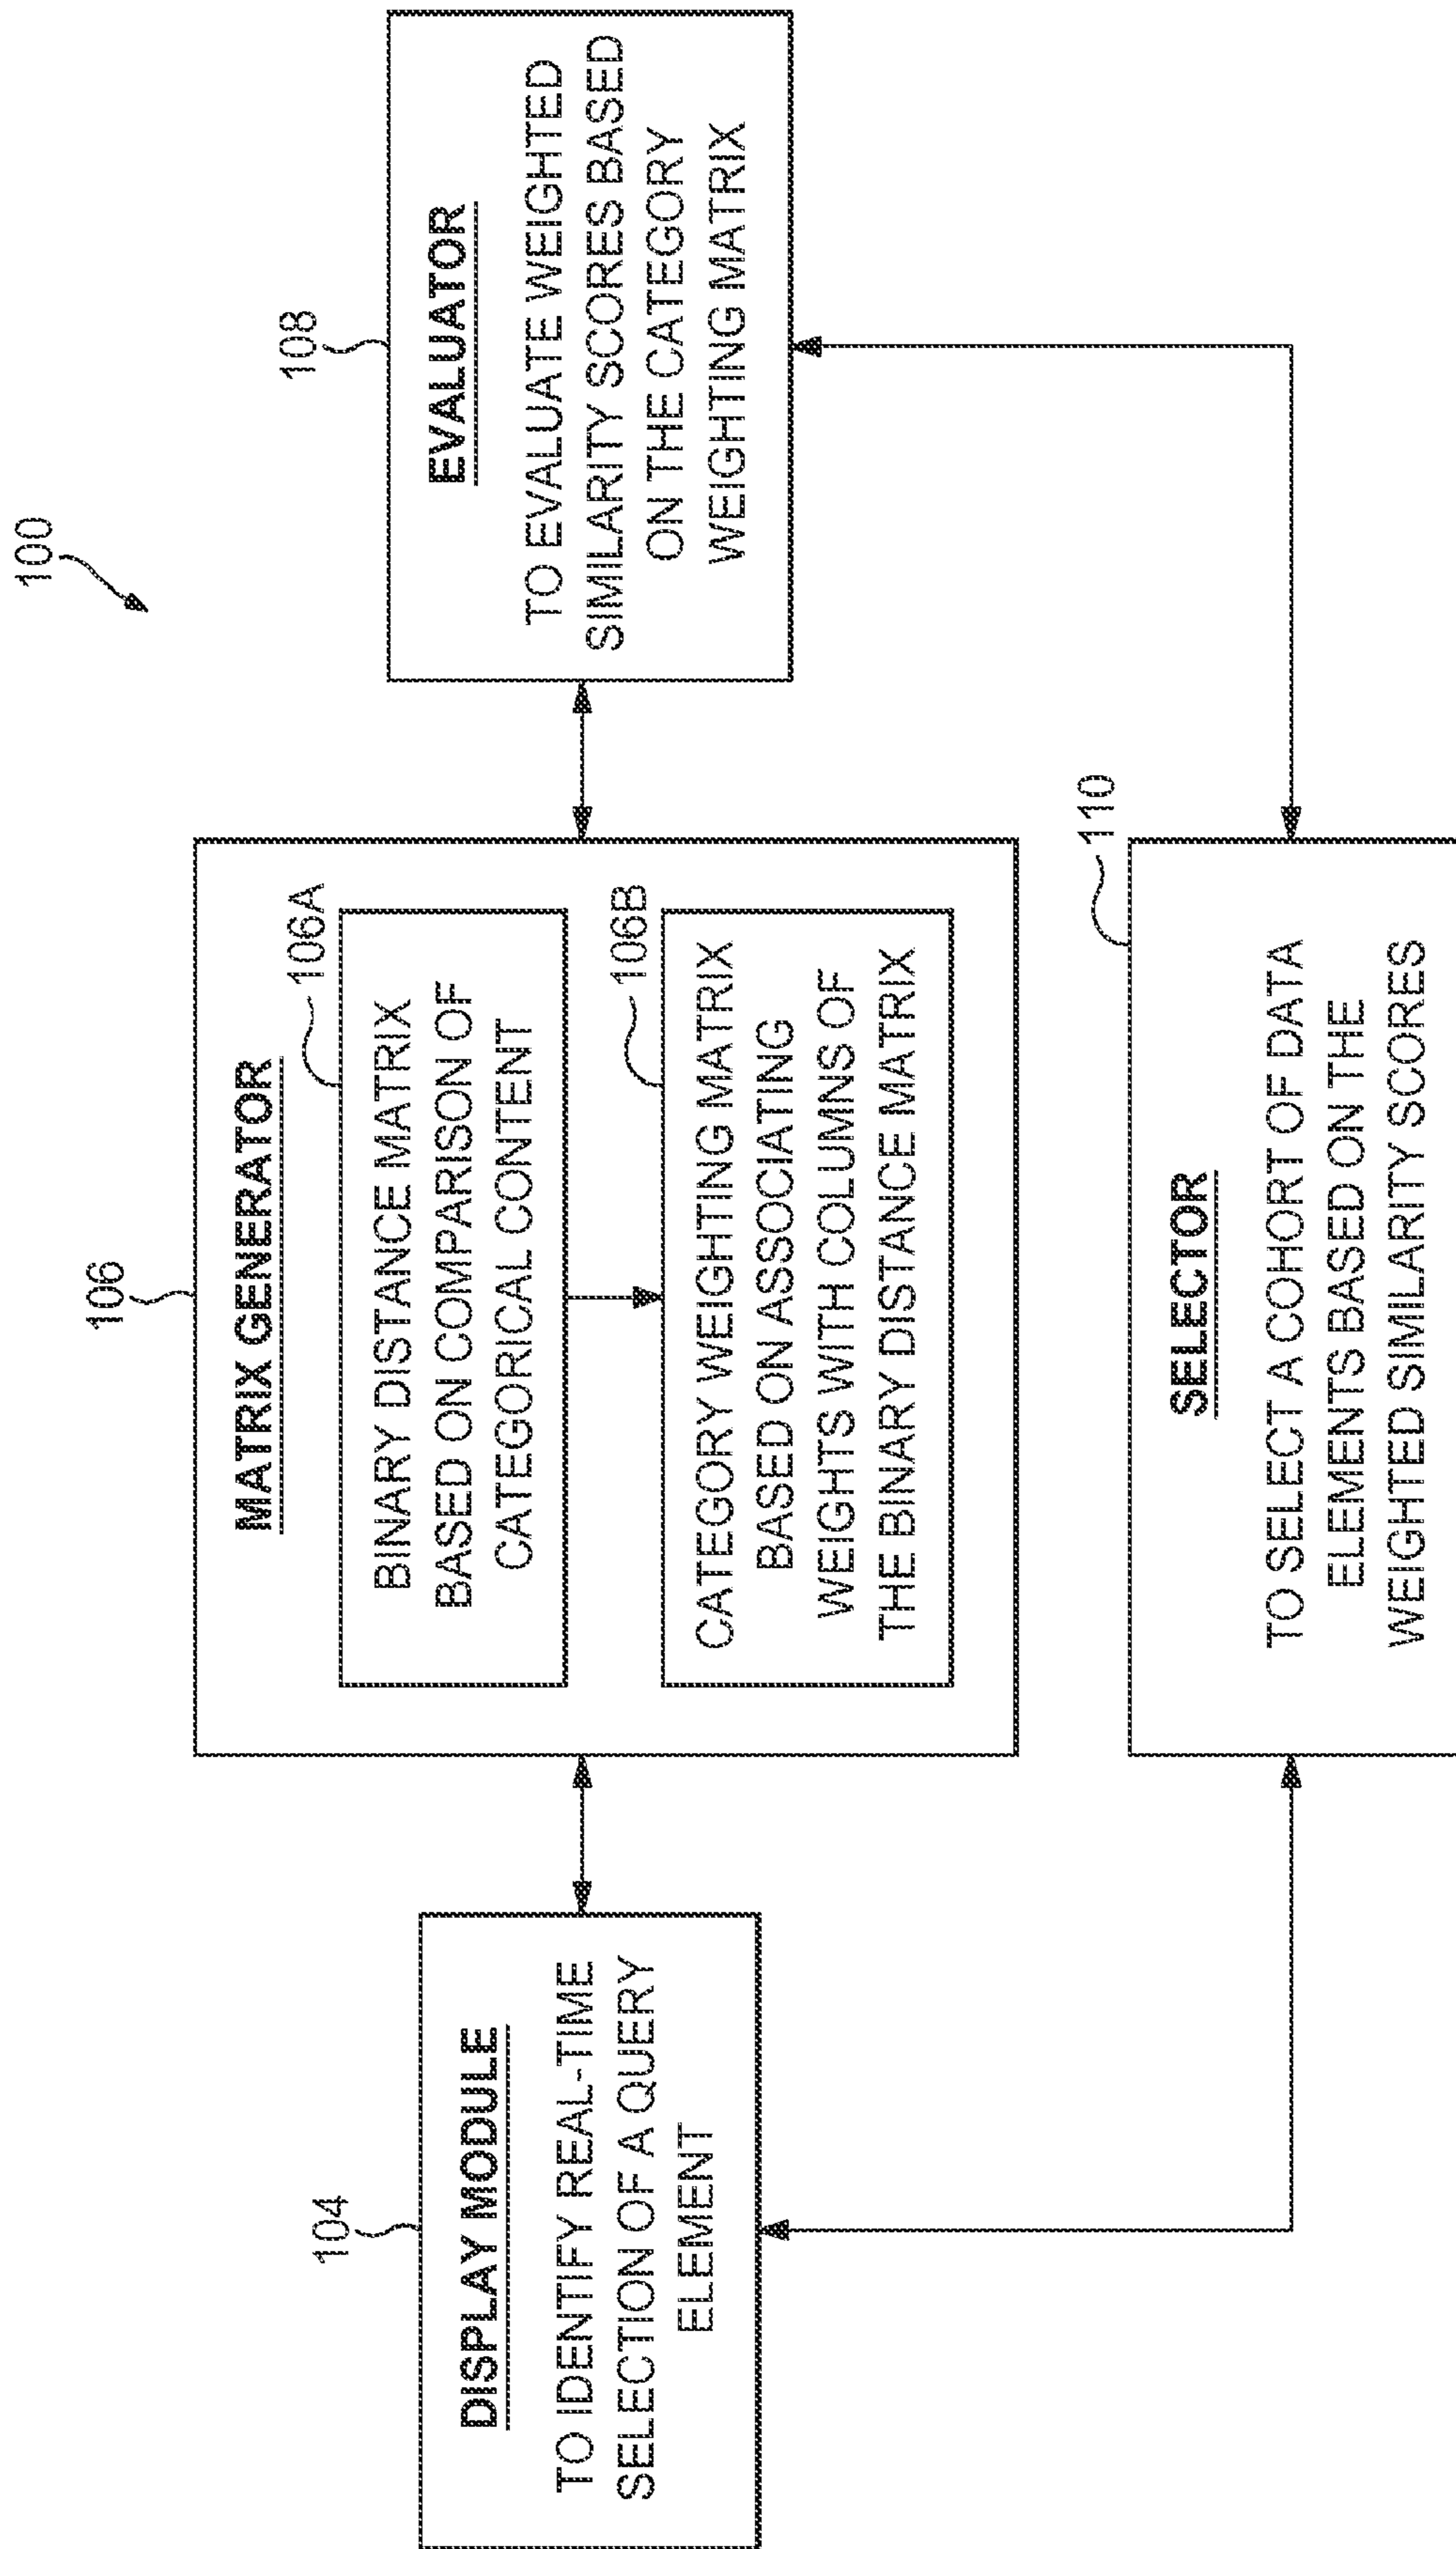 100
104
DISPLAY MODULE
TO IDENTIFY REAL-TIME
SELECTION OF A QUERY
ELEMENT
106
MATRIX GENERATOR
106A
BINARY DISTANCE MATRIX
BASED ON COMPARISON OF
CATEGORICAL CONTENT
106B
CATEGORY WEIGHTING MATRIX
BASED ON ASSOCIATING
WEIGHTS WITH COLUMNS OF
THE BINARY DISTANCE MATRIX
108
EVALUATOR
TO EVALUATE WEIGHTED
SIMILARITY SCORES BASED
ON THE CATEGORY
WEIGHTING MATRIX
110
SELECTOR
TO SELECT A COHORT OF DATA
ELEMENTS BASED ON THE
WEIGHTED SIMILARITY SCORES